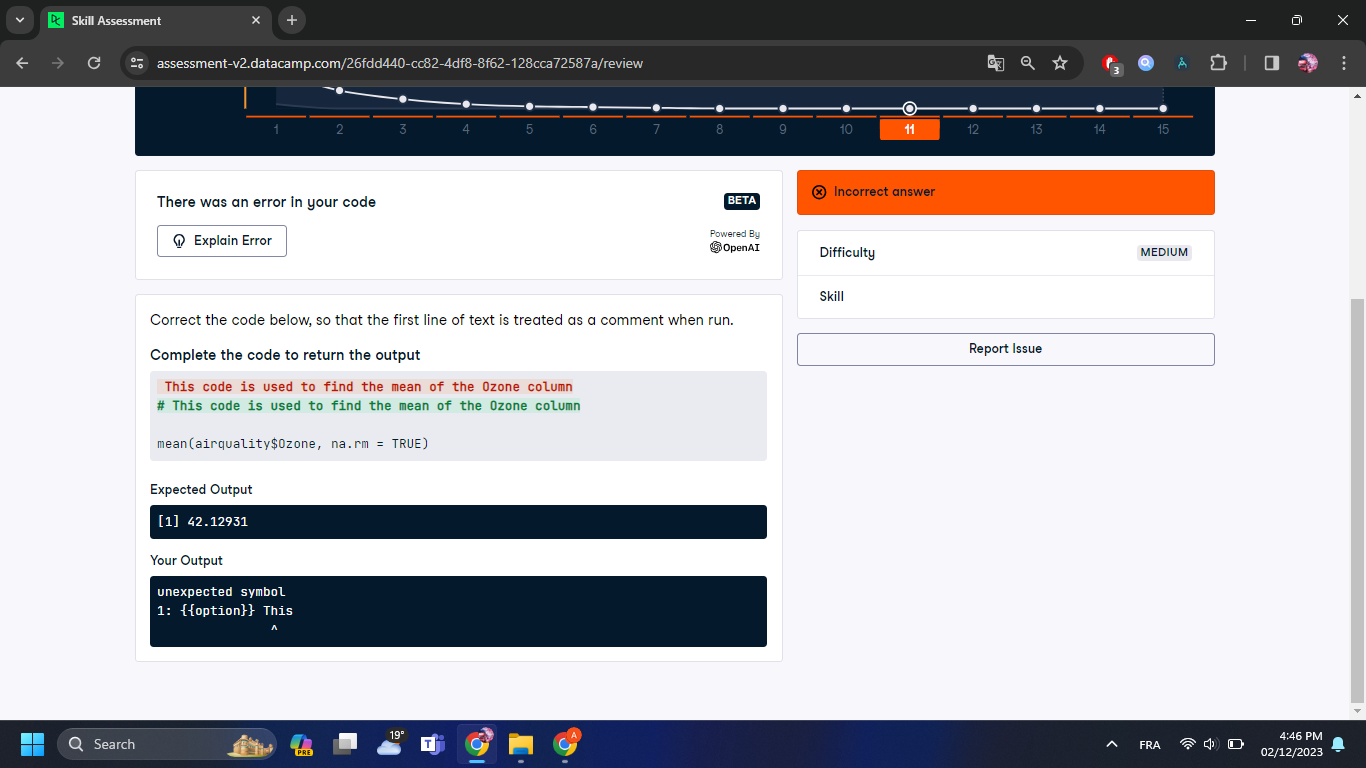 Skill Assessment
assessment-v2.datacamp.com/26fdd440-cc82-4df8-8f62-128cca72587a/review
3
1 2 3 4 5 6 7 8 9 10 11 12 13 14 15
There was an error in your code
BETA
Explain Error
Powered By
OpenAI
Incorrect answer
Difficulty
MEDIUM
Skill
Report Issue
Correct the code below, so that the first line of text is treated as a comment when run.
Complete the code to return the output
This code is used to find the mean of the Ozone column
# This code is used to find the mean of the Ozone column
mean(airquality$Ozone, na.rm = TRUE)
Expected Output
[1] 42.12931
Your Output
unexpected symbol
1: {{option}} This
^
Search
PRE
19°
A
FRA
4:46 PM
02/12/2023